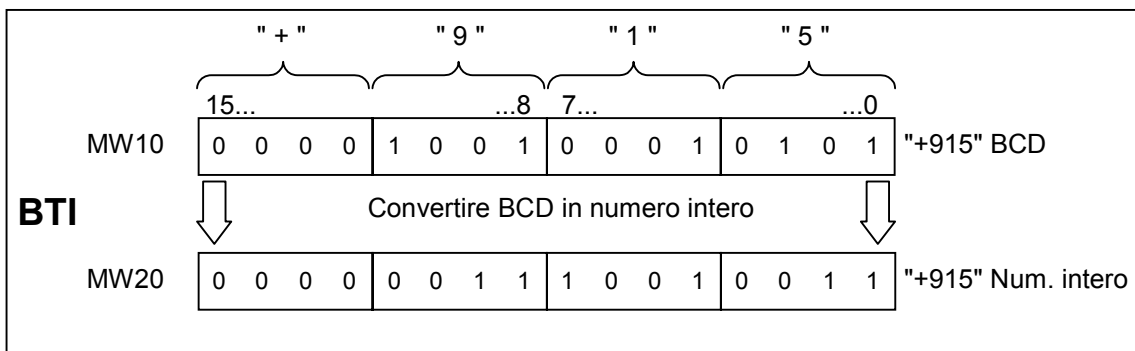 " + " " 9 " " 1 " " 5 "
15... ...8 7... ...0
MW10 0 0 0 0 1 0 0 1 0 0 0 1 0 1 0 1 "+915" BCD
BTI Convertire BCD in numero intero
MW20 0 0 0 0 0 0 1 1 1 0 0 1 0 0 1 1 "+915" Num. intero